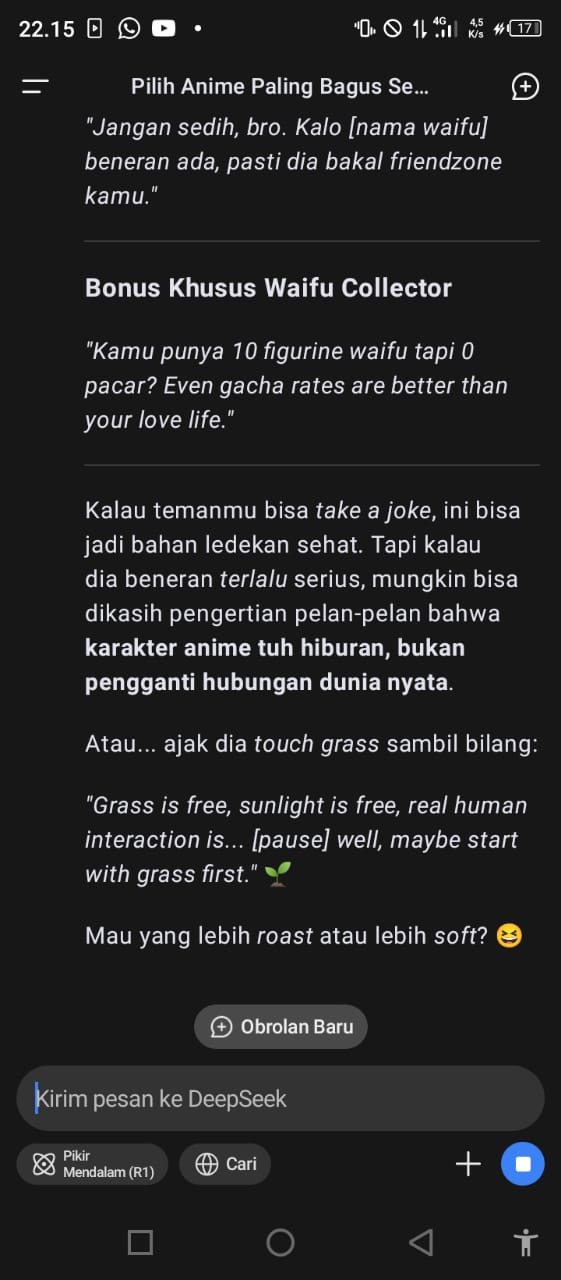 22.15
4G
4,5
K/s
17
Pilih Anime Paling Bagus Se...
"Jangan sedih, bro. Kalo [nama waifu]
beneran ada, pasti dia bakal friendzone
kamu."
Bonus Khusus Waifu Collector
"Kamu punya 10 figurine waifu tapi 0
pacar? Even gacha rates are better than
your love life."
Kalau temanmu bisa take a joke, ini bisa
jadi bahan ledekan sehat. Tapi kalau
dia beneran terlalu serius, mungkin bisa
dikasih pengertian pelan-pelan bahwa
karakter anime tuh hiburan, bukan
pengganti hubungan dunia nyata.
Atau... ajak dia touch grass sambil bilang:
"Grass is free, sunlight is free, real human
interaction is... [pause] well, maybe start
with grass first." 🌱
Mau yang lebih roast atau lebih soft? 😆
Obrolan Baru
Kirim pesan ke DeepSeek
Pikir
Mendalam (R1)
Cari